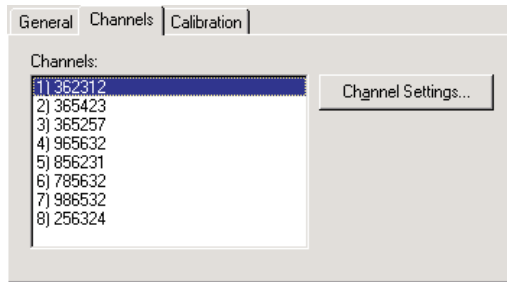 General Channels Calibration
Channels:
1) 362312
Channel Settings...
2) 365423
3) 365257
4) 965632
5) 856231
6) 785632
7) 986532
8) 256324